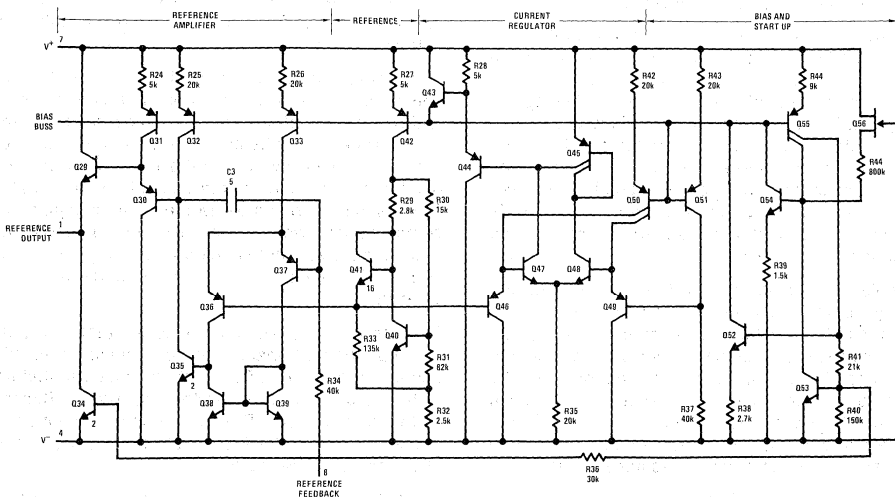 REFERENCE
AMPLIFIER
REFERENCE
CURRENT
REGULATOR
BIAS AND
START UP
V+ 7
R24
5k
R25
20k
R26
20k
R27
5k
R28
5k
R42
20k
R43
20k
R44
9k
Q43
BIAS
BUSS
Q31
Q32
Q33
Q42
Q55
Q56
Q29
Q44
Q45
R44
800k
C3
5
Q30
R29
2.8k
R30
15k
Q50
Q51
Q54
REFERENCE
OUTPUT
1
Q37
Q41
16
Q47
Q48
R39
1.5k
Q36
Q46
Q49
R33
135k
Q40
Q52
Q35
2
R31
82k
R41
21k
R34
40k
Q53
Q34
2
Q38
Q39
R32
2.5k
R35
20k
R37
40k
R38
2.7k
R40
150k
V− 4
R36
30k
8
REFERENCE
FEEDBACK